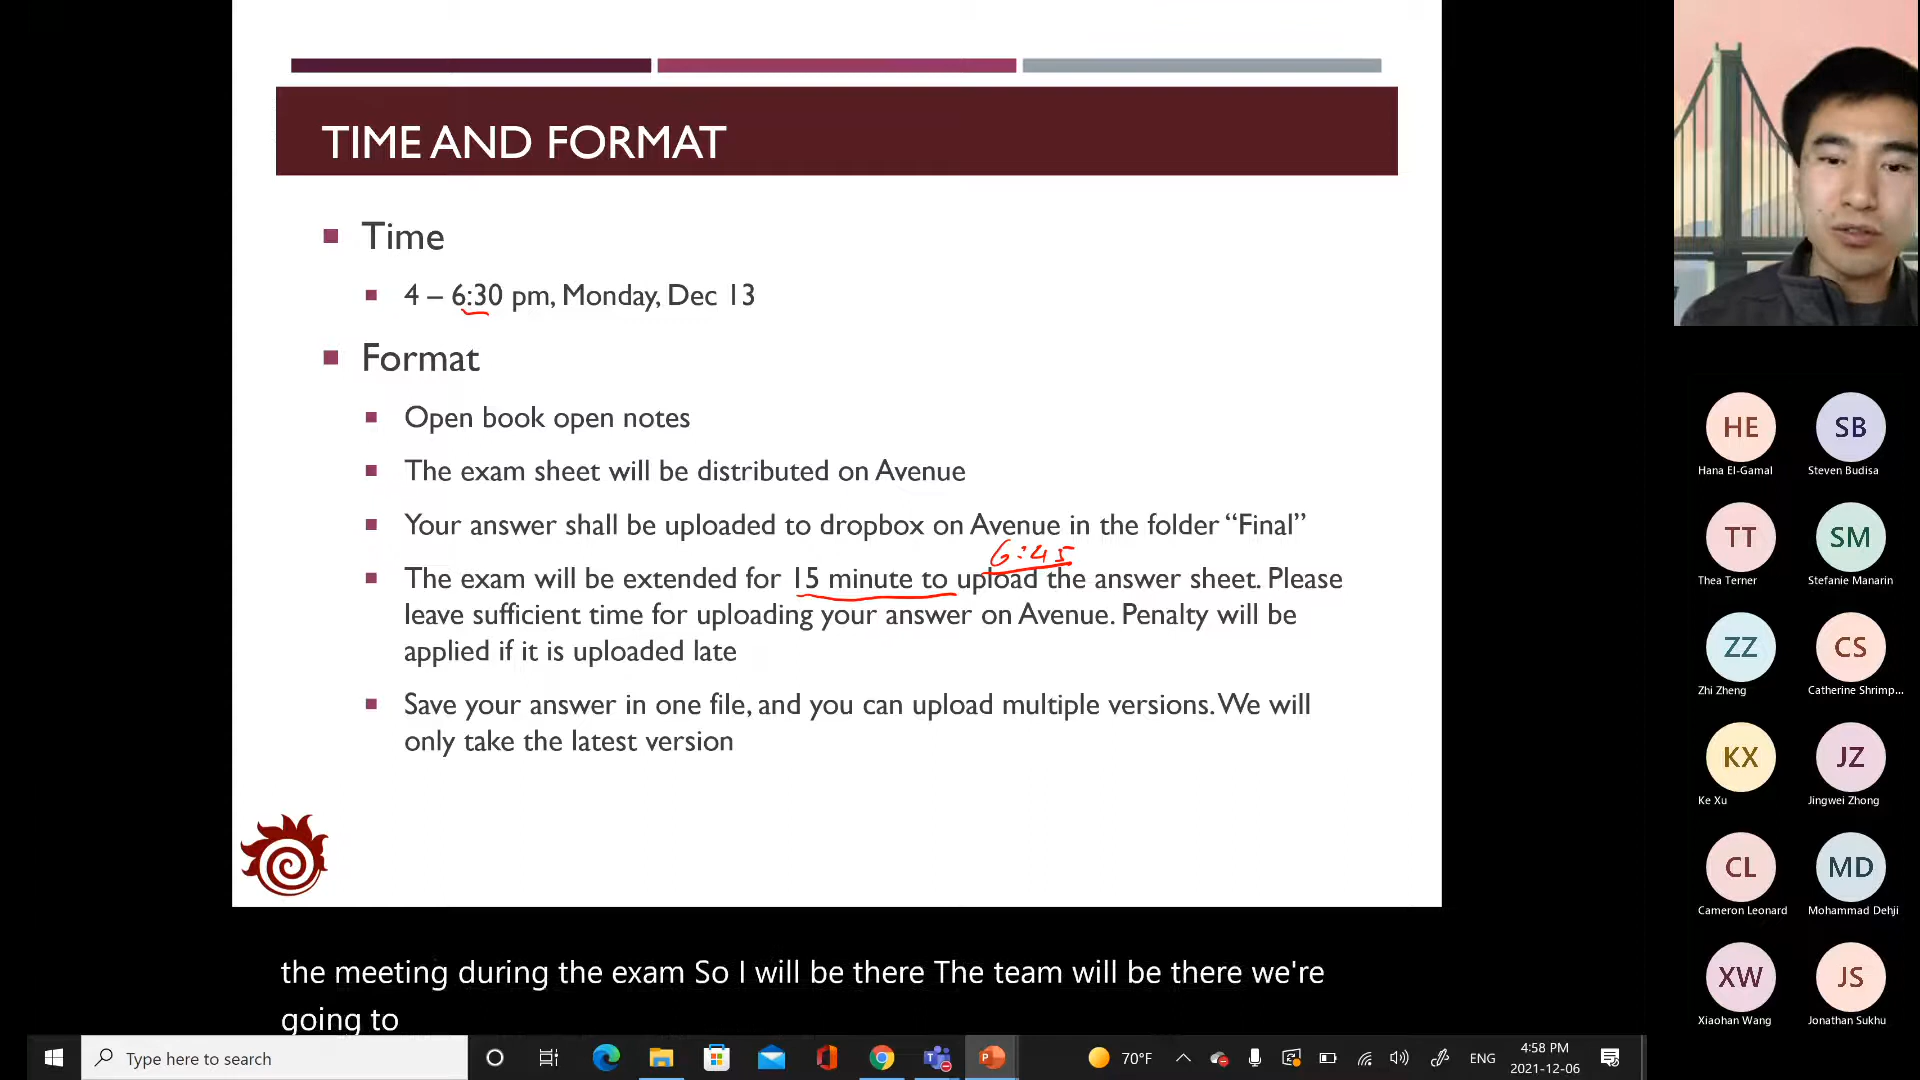 TIME AND FORMAT
Time
4 – 6:30 pm, Monday, Dec 13
Format
Open book open notes
The exam sheet will be distributed on Avenue
Your answer shall be uploaded to dropbox on Avenue in the folder “Final”
6:45
The exam will be extended for 15 minute to upload the answer sheet. Please
leave sufficient time for uploading your answer on Avenue. Penalty will be
applied if it is uploaded late
Save your answer in one file, and you can upload multiple versions. We will
only take the latest version
the meeting during the exam So I will be there The team will be there we're
going to
HE SB
Hana El-Gamal Steven Budisa
TT SM
Thea Terner Stefanie Manarin
ZZ CS
Zhi Zheng Catherine Shrimp...
KX JZ
Ke Xu Jingwei Zhong
CL MD
Cameron Leonard Mohammad Dehji
XW JS
Xiaohan Wang Jonathan Sukhu
Type here to search
70°F
ENG
4:58 PM
2021-12-06